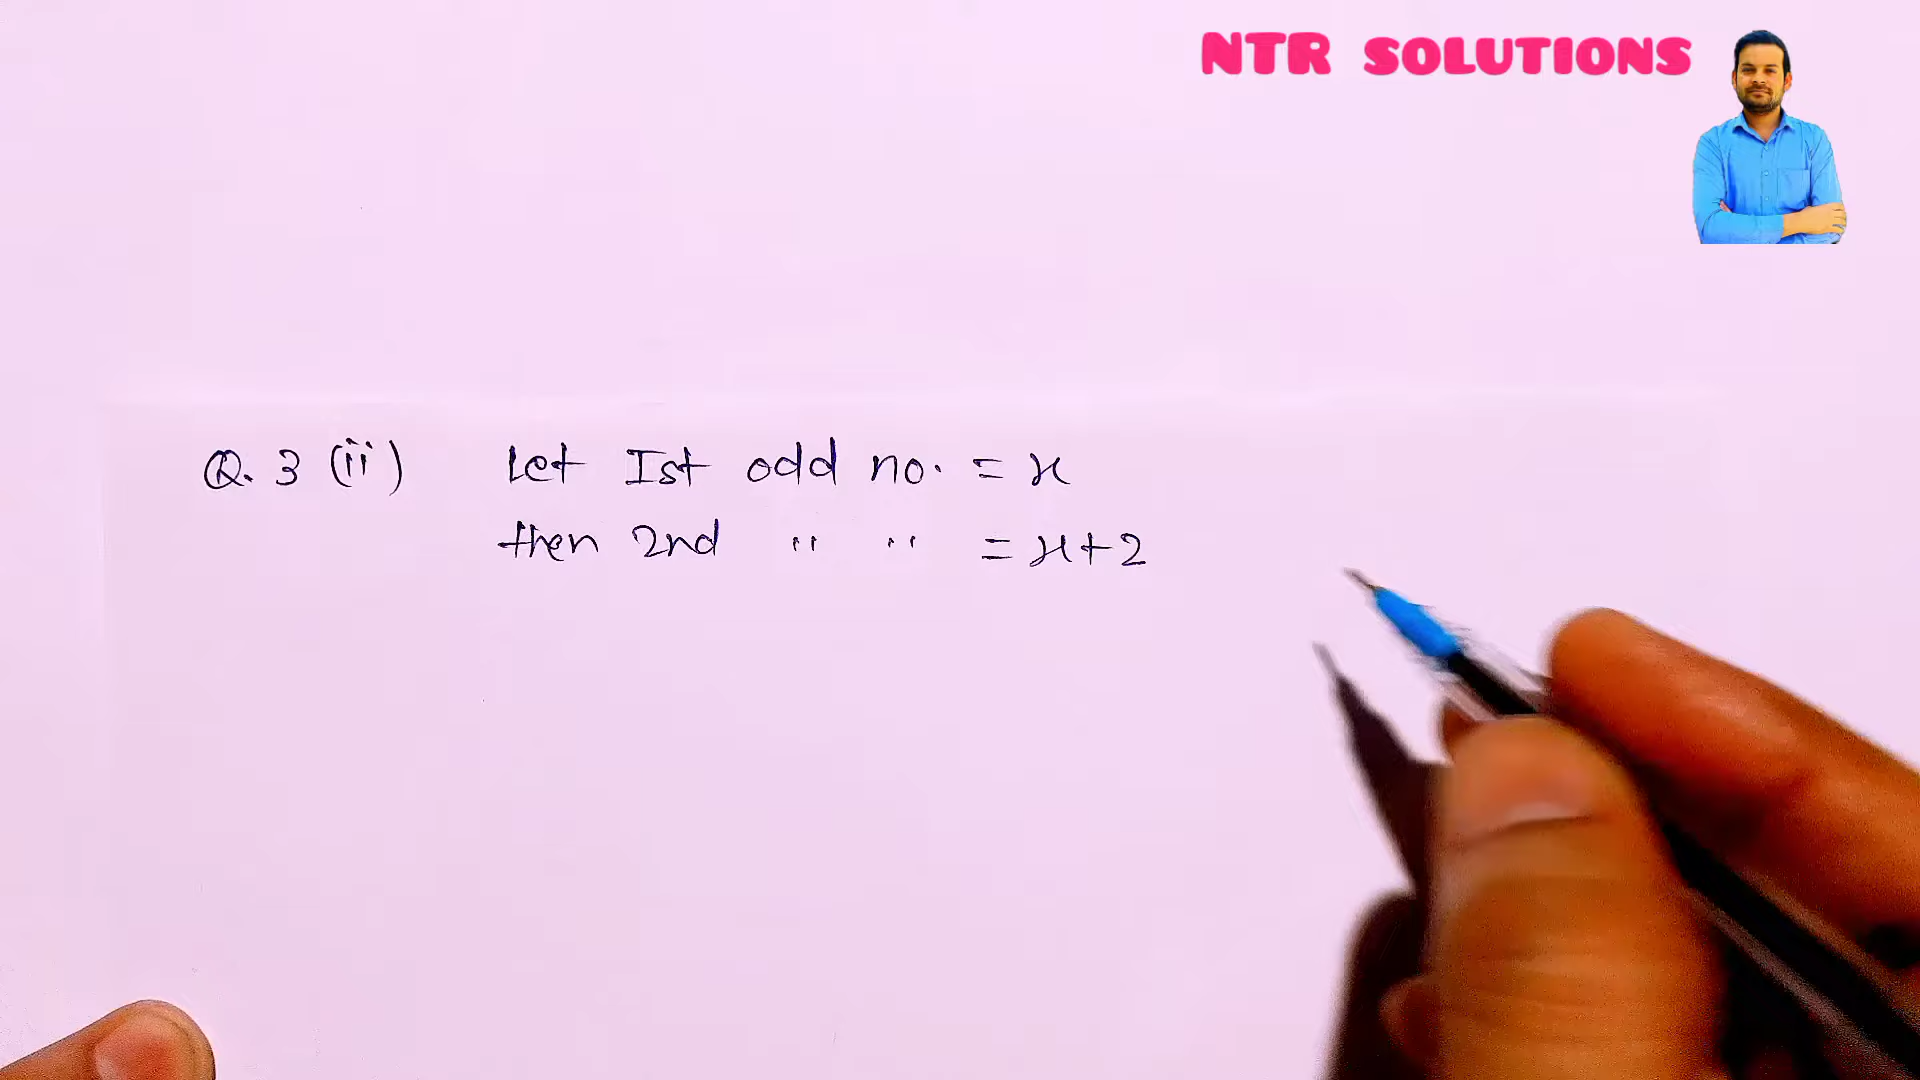 NTR SOLUTIONS
Q. 3 (ii) Let Ist odd no. = x
then 2nd " " = x+2